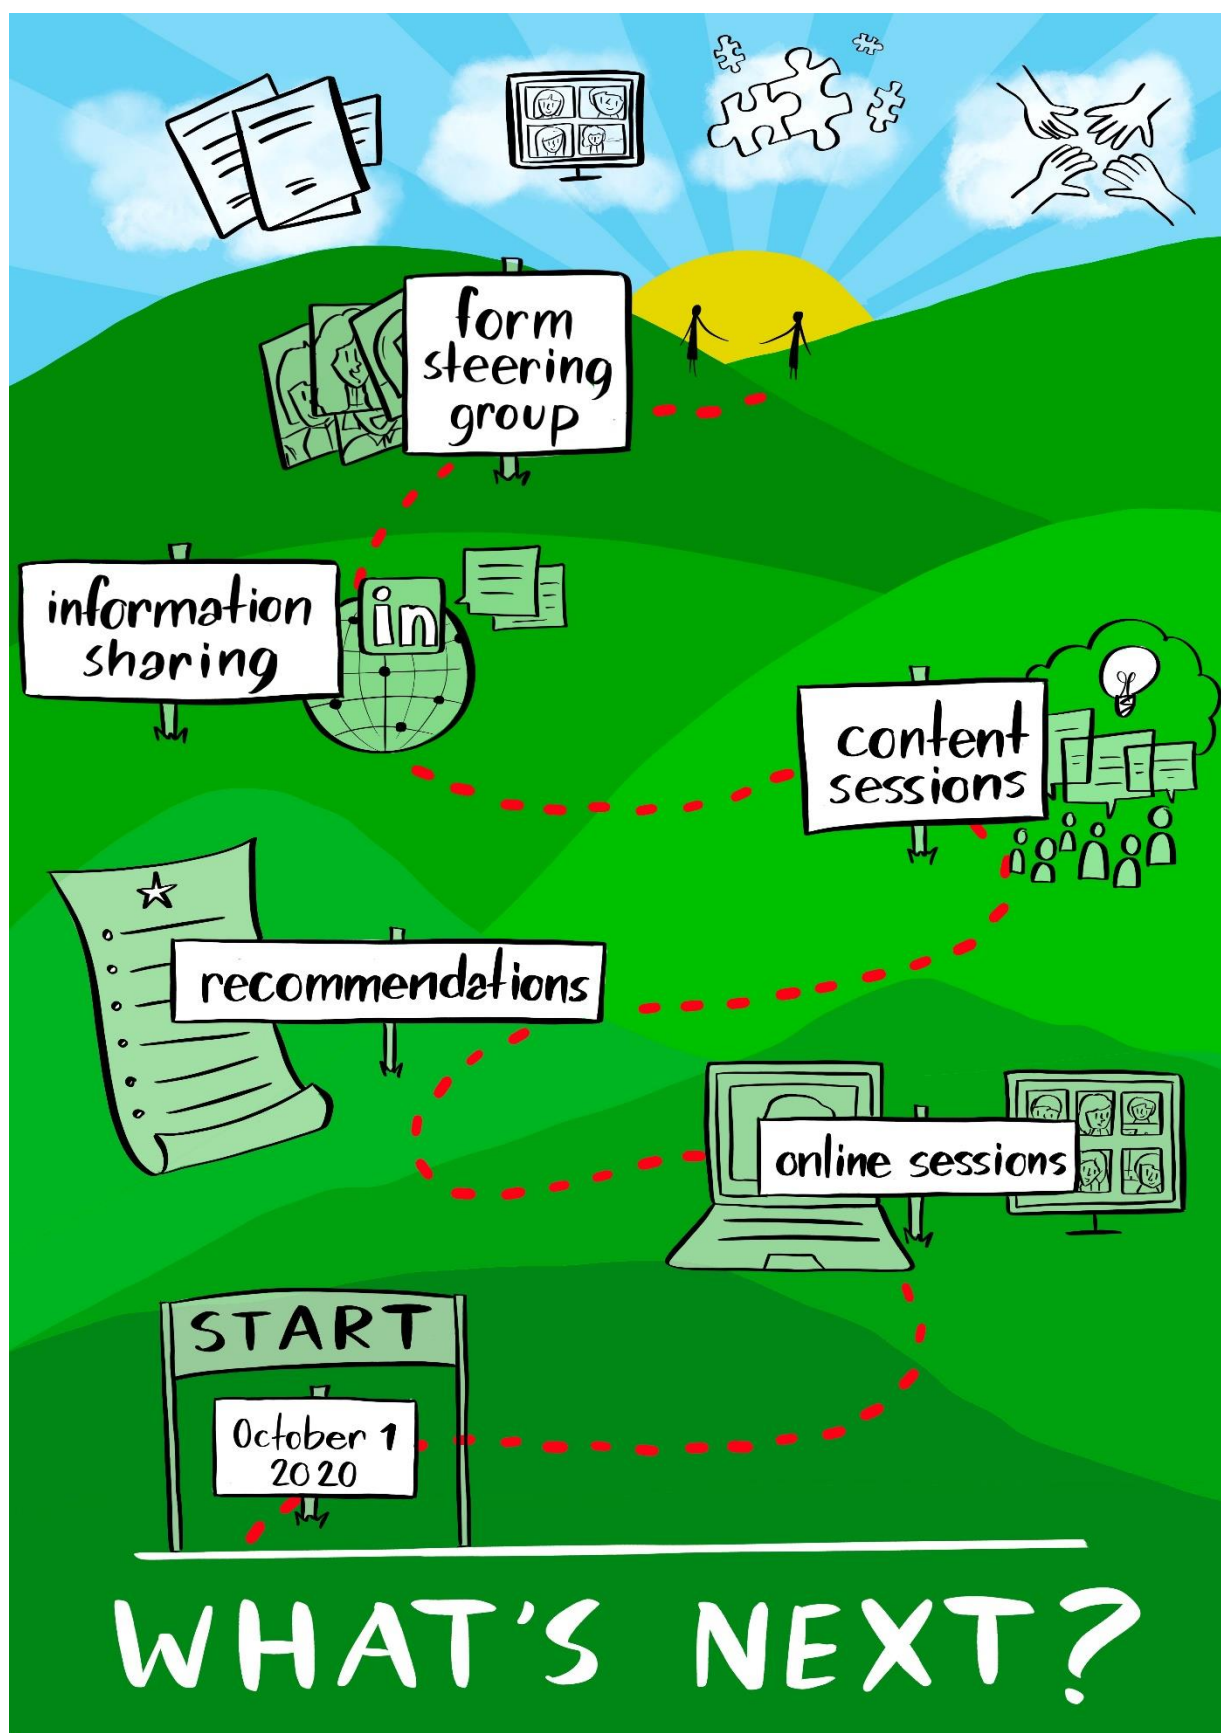 form
steering
group
information
sharing
in
content
sessions
recommendations
online sessions
START
October 1
2020
WHAT'S NEXT?